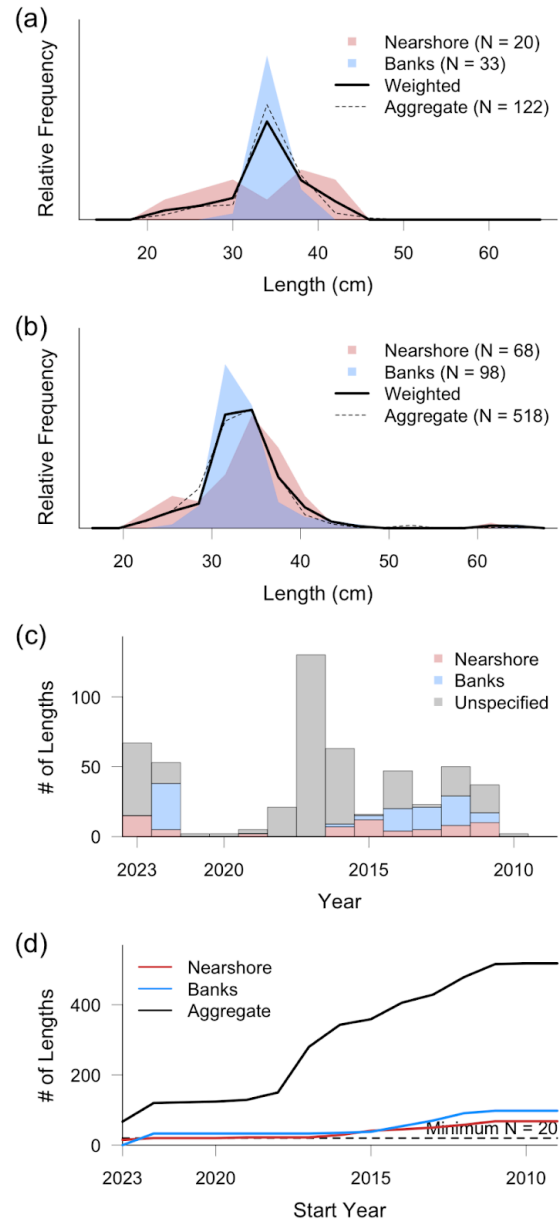 (a)
Relative Frequency
Nearshore (N = 20)
Banks (N = 33)
Weighted
Aggregate (N = 122)
20 30 40 50 60
Length (cm)
(b)
Relative Frequency
Nearshore (N = 68)
Banks (N = 98)
Weighted
Aggregate (N = 518)
20 30 40 50 60
Length (cm)
(c)
# of Lengths
100
50
0
Nearshore
Banks
Unspecified
2023 2020 2015 2010
Year
(d)
# of Lengths
400
200
0
Nearshore
Banks
Aggregate
Minimum N = 20
2023 2020 2015 2010
Start Year